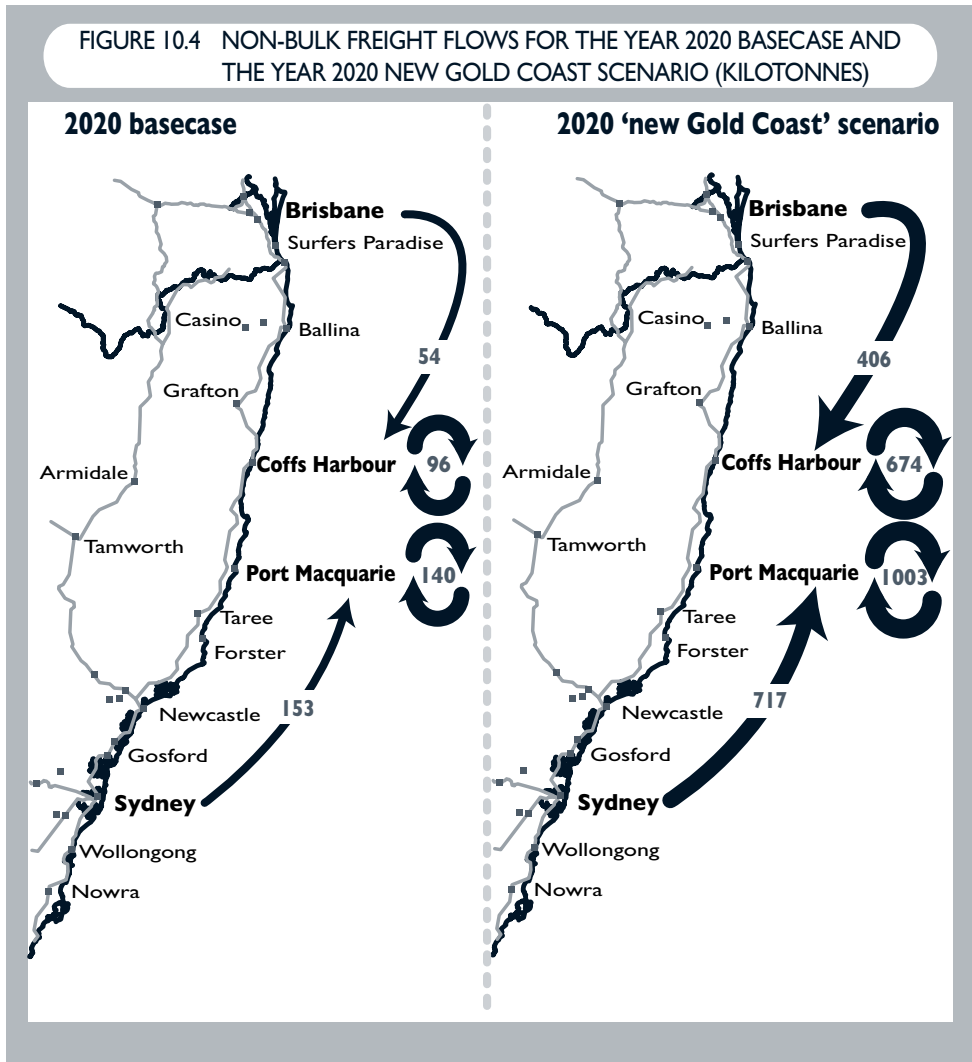 FIGURE 10.4 NON-BULK FREIGHT FLOWS FOR THE YEAR 2020 BASECASE AND
THE YEAR 2020 NEW GOLD COAST SCENARIO (KILOTONNES)
2020 basecase
Brisbane
Surfers Paradise
Casino
Ballina
54
Grafton
Coffs Harbour
96
Armidale
Tamworth
Port Macquarie
140
Taree
Forster
153
Newcastle
Gosford
Sydney
Wollongong
Nowra
2020 ‘new Gold Coast’ scenario
Brisbane
Surfers Paradise
Casino
Ballina
406
Grafton
Coffs Harbour
674
Armidale
Tamworth
Port Macquarie
1003
Taree
Forster
717
Newcastle
Gosford
Sydney
Wollongong
Nowra